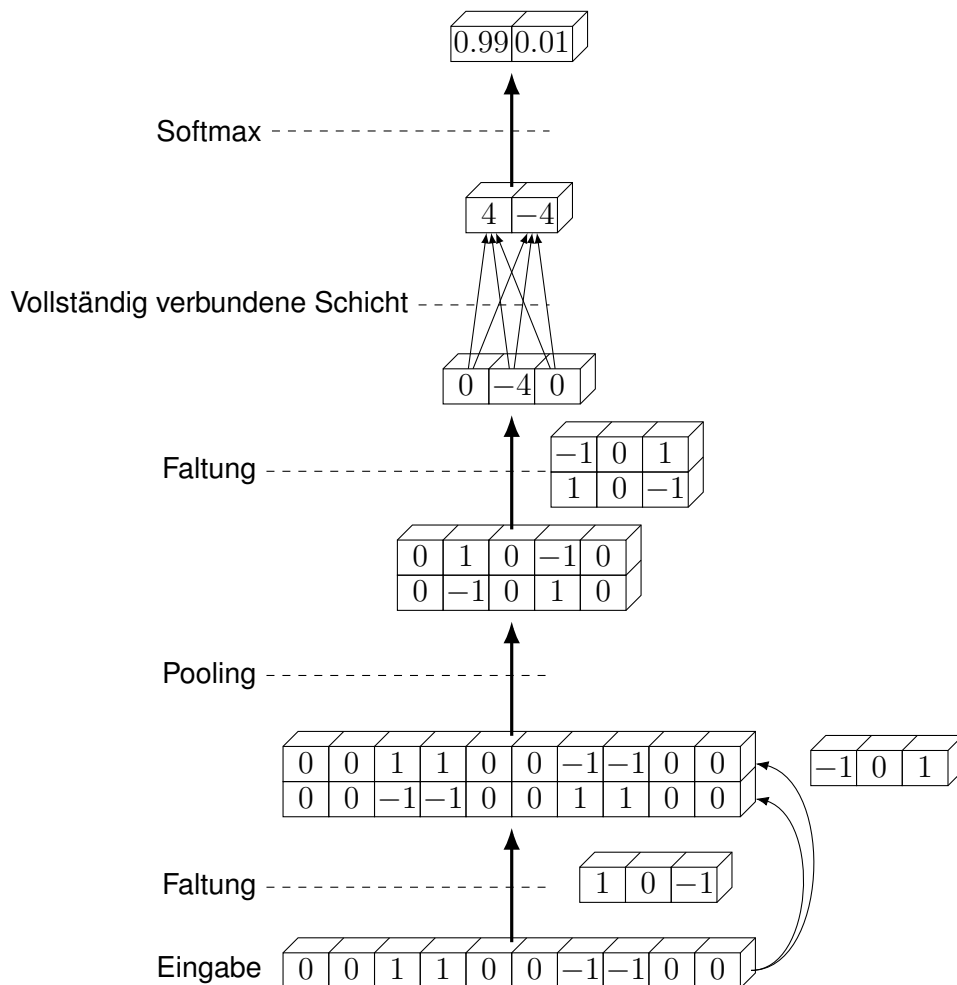 0.99 0.01
Softmax
4 −4
Vollständig verbundene Schicht
0 −4 0
−1 0 1
Faltung
1 0 −1
0 1 0 −1 0
0 −1 0 1 0
Pooling
0 0 1 1 0 0 −1 −1 0 0
−1 0 1
0 0 −1 −1 0 0 1 1 0 0
Faltung
1 0 −1
Eingabe
0 0 1 1 0 0 −1 −1 0 0